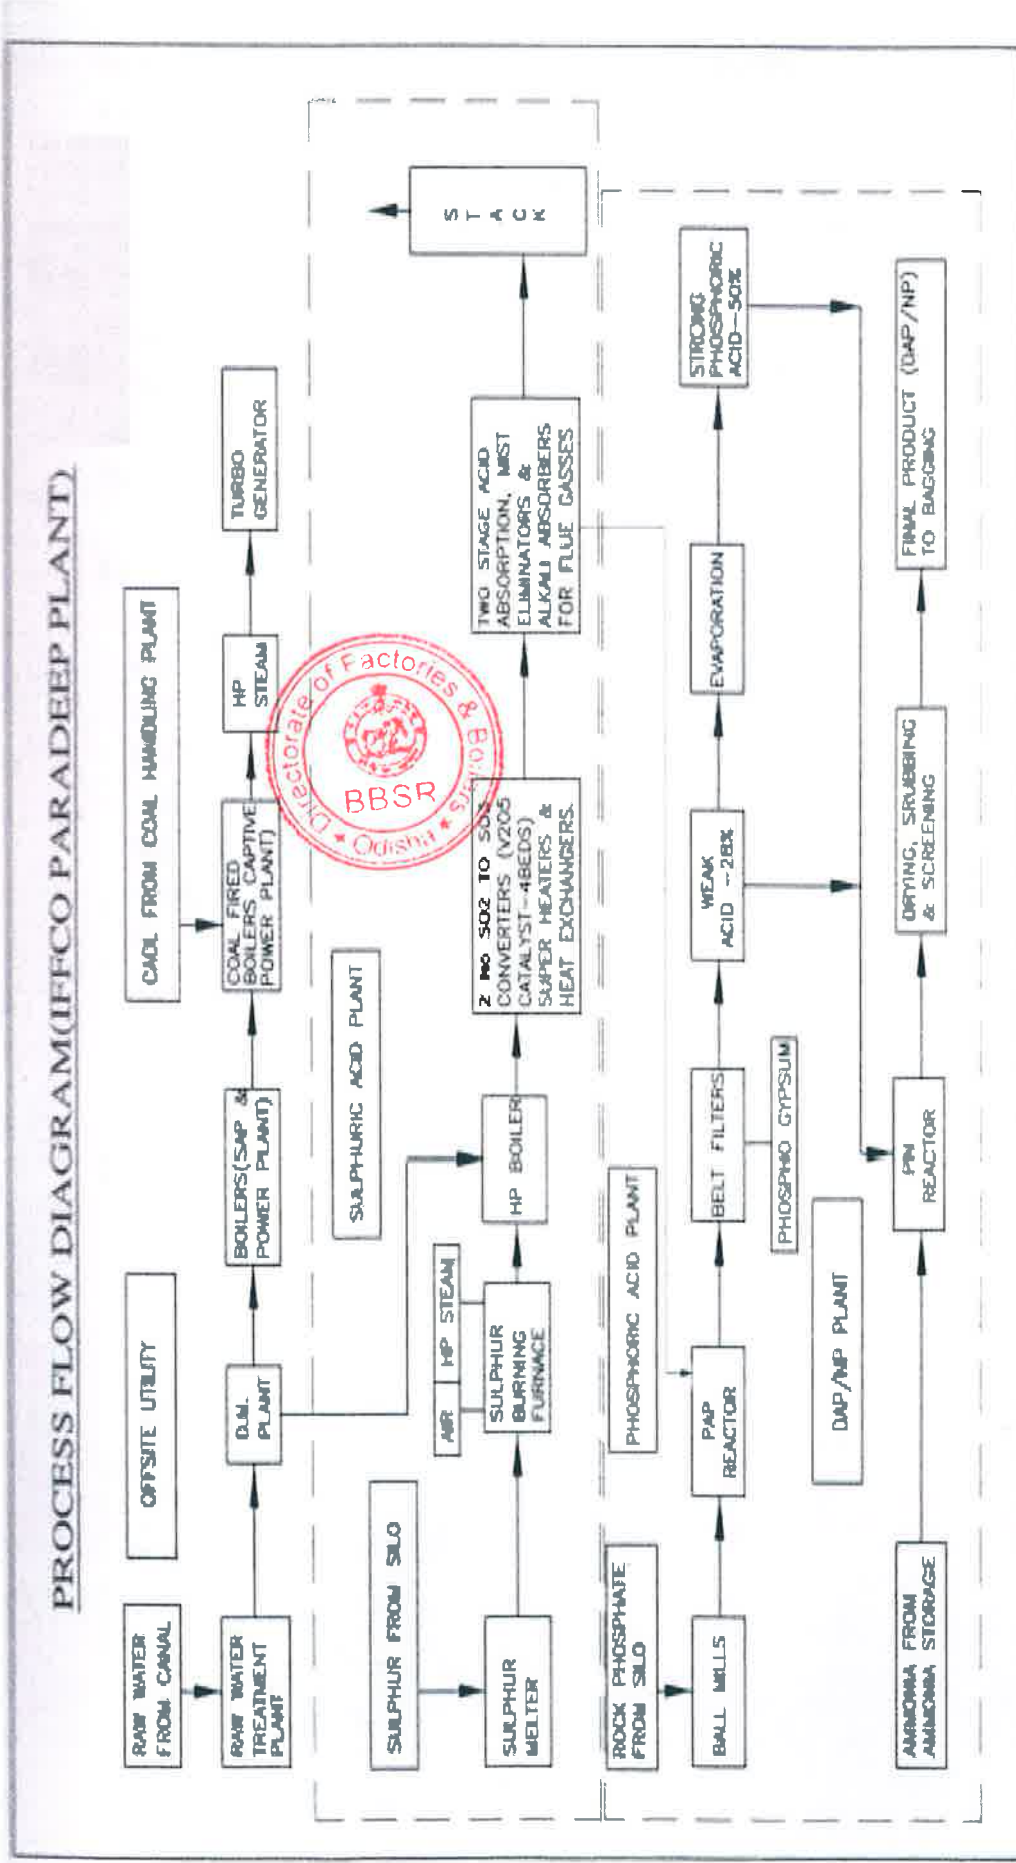 PROCESS FLOW DIAGRAM(IFFCO PARADEEP PLANT)
RAW WATER
FROM CANAL
OFFSITE UTILITY
CAOL FROM COAL HANDLING PLANT
RAW WATER
TREATMENT
PLANT
D.M.
PLANT
BOILERS(SAP &
POWER PLANT)
COAL FIRED
BOILERS (CAPTIVE
POWER PLANT)
HP
STEAM
TURBO
GENERATOR
SULPHURIC ACID PLANT
SULPHUR FROM SILO
AIR
HP STEAM
SULPHUR
MELTER
SULPHUR
BURNING
FUIRNACE
HP BOILER
2 NO SO2 TO SO3
CONVERTERS (V2O5
CATALYST-4BEDS)
SUPER HEATERS &
HEAT EXCHANGERS.
TWO STAGE ACID
ABSORPTION, MIST
ELIMINATORS &
ALKALI ABSORBERS
FOR FLUE GASSES
S
T
A
C
K
Directorate of Factories & Boilers
BBSR
Odisha
ROCK PHOSPHATE
FROM SILO
PHOSPHORIC ACID PLANT
BALL MILLS
PAP
REACTOR
BELT FILTERS
PHOSPHO GYPSUM
WEAK
ACID -28%
EVAPORATION
STRONG
PHOSPHORIC
ACID-50%
DAP/NP PLANT
AMMONIA FROM
AMMONIA STORAGE
PIN
REACTOR
DRYING, SRUBBING
& SCREENING
FINAL PRODUCT (DAP/NP)
TO BAGGING